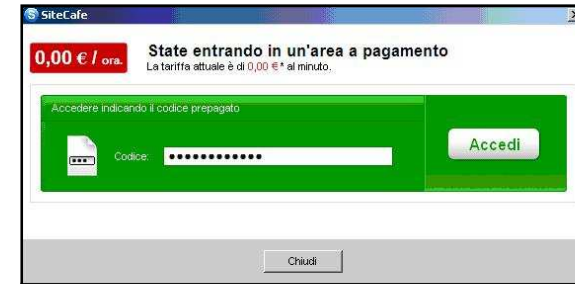 SiteCafe
0,00 € / ora.
State entrando in un'area a pagamento
La tariffa attuale è di 0,00 €* al minuto.
Accedere indicando il codice prepagato
Codice: ●●●●●●●●●●●●
Accedi
Chiudi